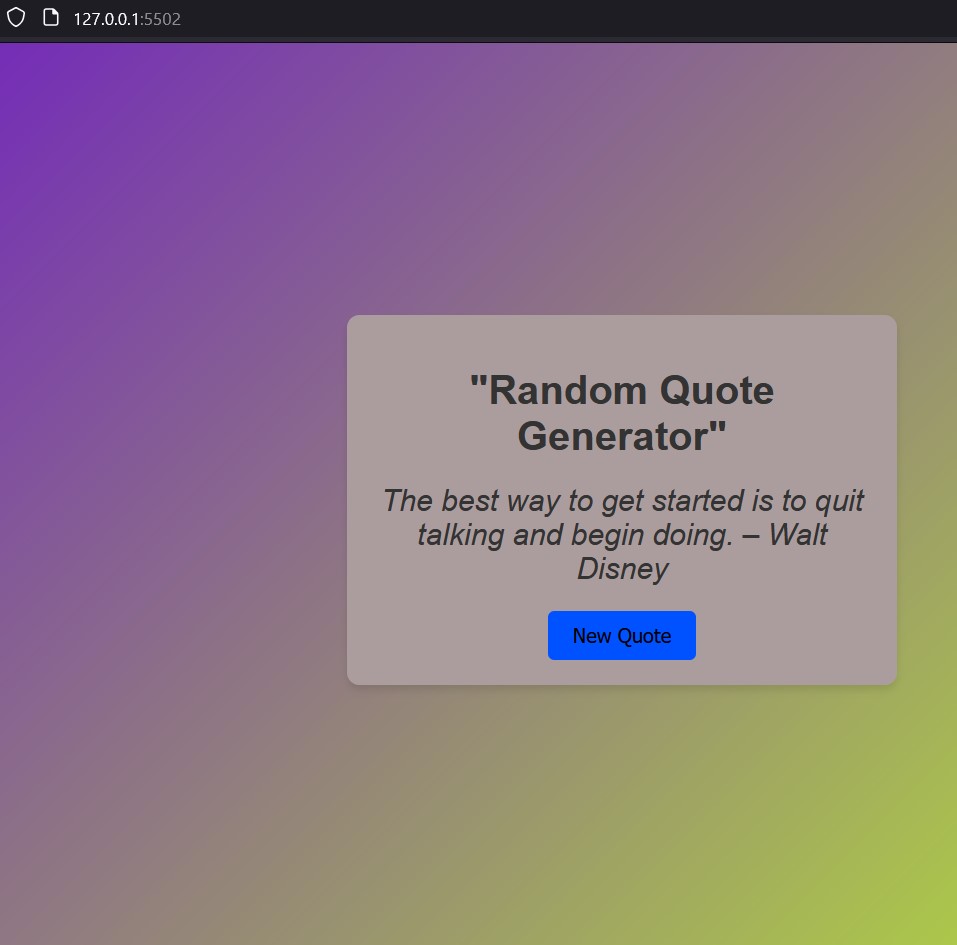 127.0.0.1:5502
"Random Quote
Generator"
The best way to get started is to quit
talking and begin doing. – Walt
Disney
New Quote